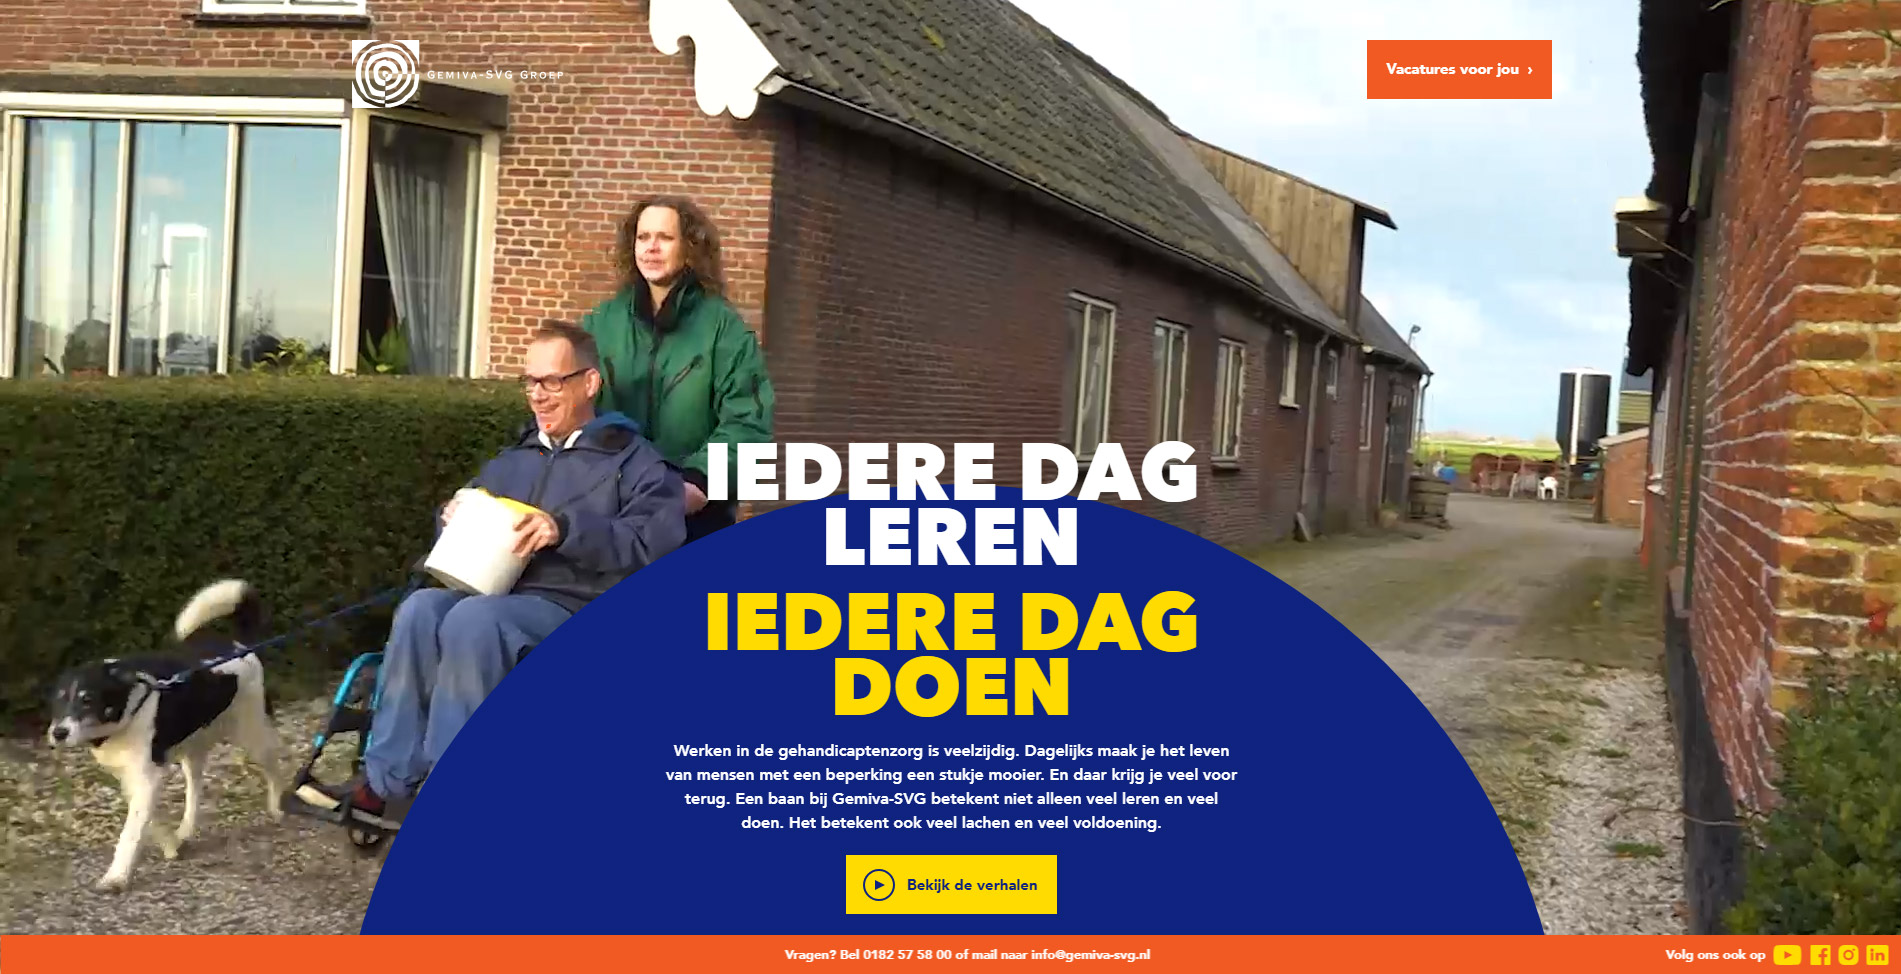 GEMIVA-SVG GROEP
Vacatures voor jou ›
IEDERE DAG
LEREN
IEDERE DAG
DOEN
Werken in de gehandicaptenzorg is veelzijdig. Dagelijks maak je het leven
van mensen met een beperking een stukje mooier. En daar krijg je veel voor
terug. Een baan bij Gemiva-SVG betekent niet alleen veel leren en veel
doen. Het betekent ook veel lachen en veel voldoening.
Bekijk de verhalen
Vragen? Bel 0182 57 58 00 of mail naar info@gemiva-svg.nl
Volg ons ook op